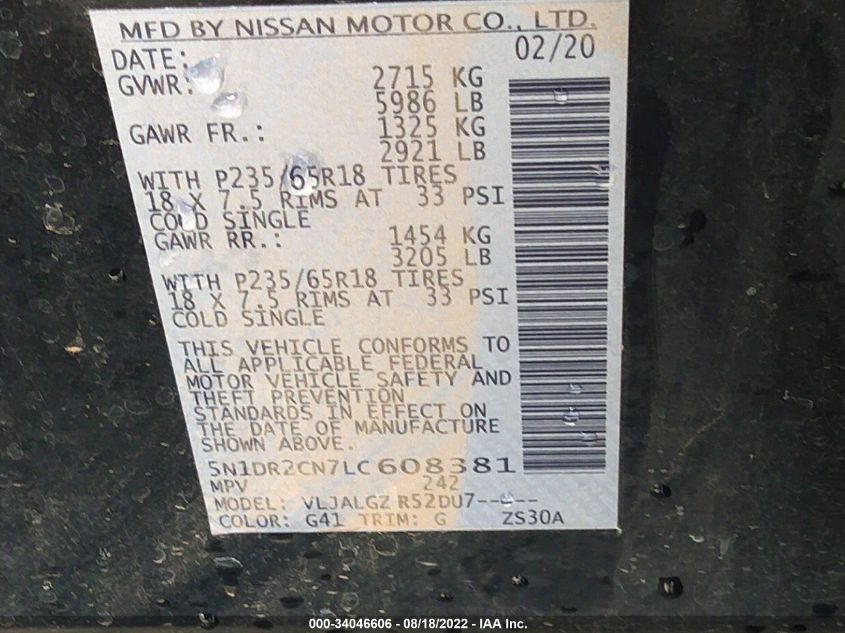 MFD BY NISSAN MOTOR CO., LTD.
DATE: 02/20
GVWR: 2715 KG
5986 LB
GAWR FR.: 1325 KG
2921 LB
WITH P235/65R18 TIRES
18 X 7.5 RIMS AT 33 PSI
COLD SINGLE
GAWR RR.: 1454 KG
3205 LB
WITH P235/65R18 TIRES
18 X 7.5 RIMS AT 33 PSI
COLD SINGLE
THIS VEHICLE CONFORMS TO
ALL APPLICABLE FEDERAL
MOTOR VEHICLE SAFETY AND
THEFT PREVENTION
STANDARDS IN EFFECT ON
THE DATE OF MANUFACTURE
SHOWN ABOVE.
5N1DR2CN7LC608381
MPV 242
MODEL: VLJALGZ R52DU7-----
COLOR: G41 TRIM: G ZS30A
000-34046606 - 08/18/2022 - IAA Inc.